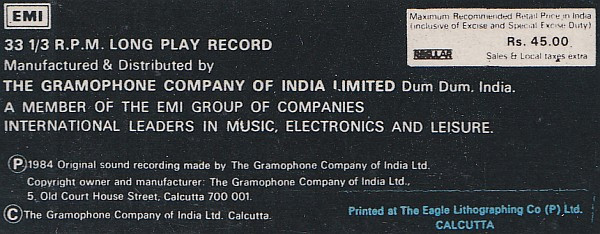 EMI
33 1/3 R.P.M. LONG PLAY RECORD
Manufactured & Distributed by
THE GRAMOPHONE COMPANY OF INDIA LIMITED Dum Dum, India.
A MEMBER OF THE EMI GROUP OF COMPANIES
INTERNATIONAL LEADERS IN MUSIC, ELECTRONICS AND LEISURE.
Maximum Recommended Retail Price in India
(inclusive of Excise and Special Excise Duty)
Rs. 45.00
REGULAR
Sales & Local taxes extra
Ⓟ1984 Original sound recording made by The Gramophone Company of India Ltd.
Copyright owner and manufacturer: The Gramophone Company of India Ltd.,
5, Old Court House Street, Calcutta 700 001.
©The Gramophone Company of India Ltd. Calcutta.
Printed at The Eagle Lithographing Co (P) Ltd.
CALCUTTA